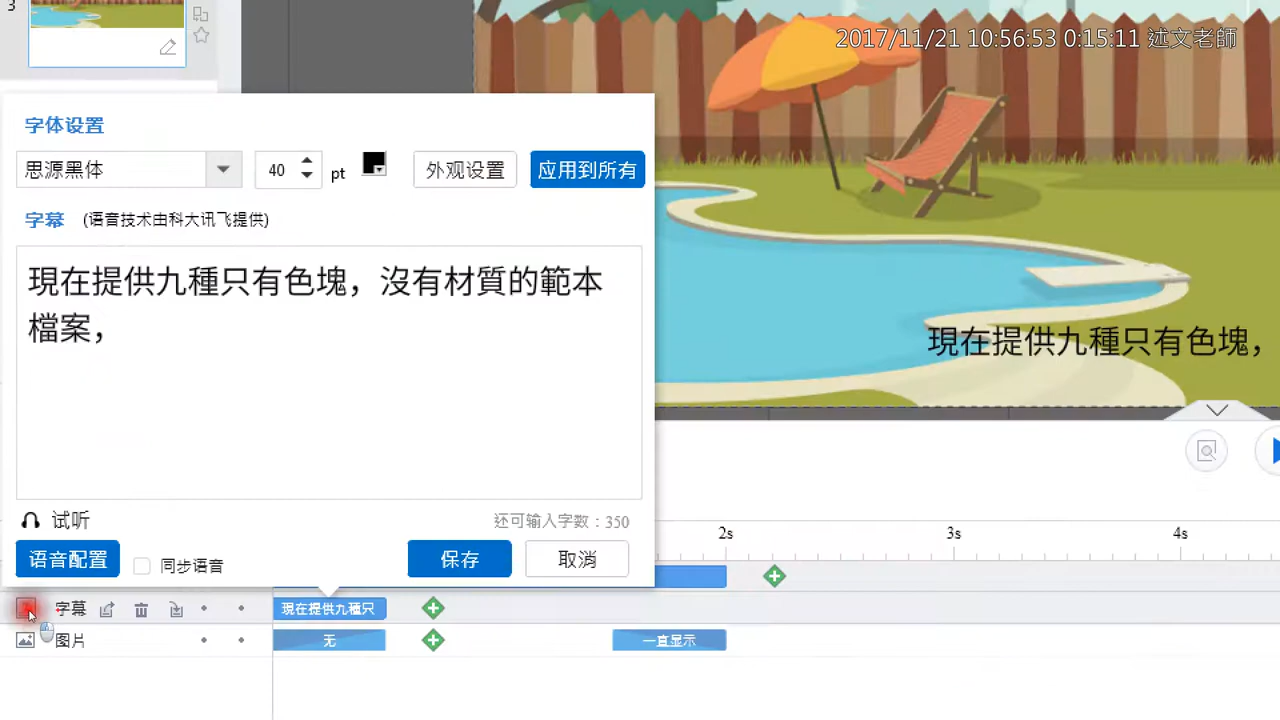 3
2017/11/21 10:56:53 0:15:11 述文老師
字体设置
思源黑体
40
pt
外观设置
应用到所有
字幕 (语音技术由科大讯飞提供)
現在提供九種只有色塊，沒有材質的範本
檔案，
現在提供九種只有色塊，
试听
还可输入字数：350
语音配置
同步语音
保存
取消
2s
3s
4s
字幕
現在提供九種只
图片
无
一直显示